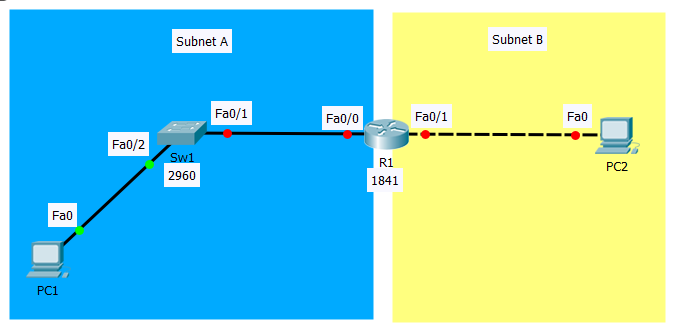 Subnet A
Subnet B
Fa0/1
Fa0/0
Fa0/1
Fa0
Fa0/2
Sw1
2960
R1
1841
PC2
Fa0
PC1